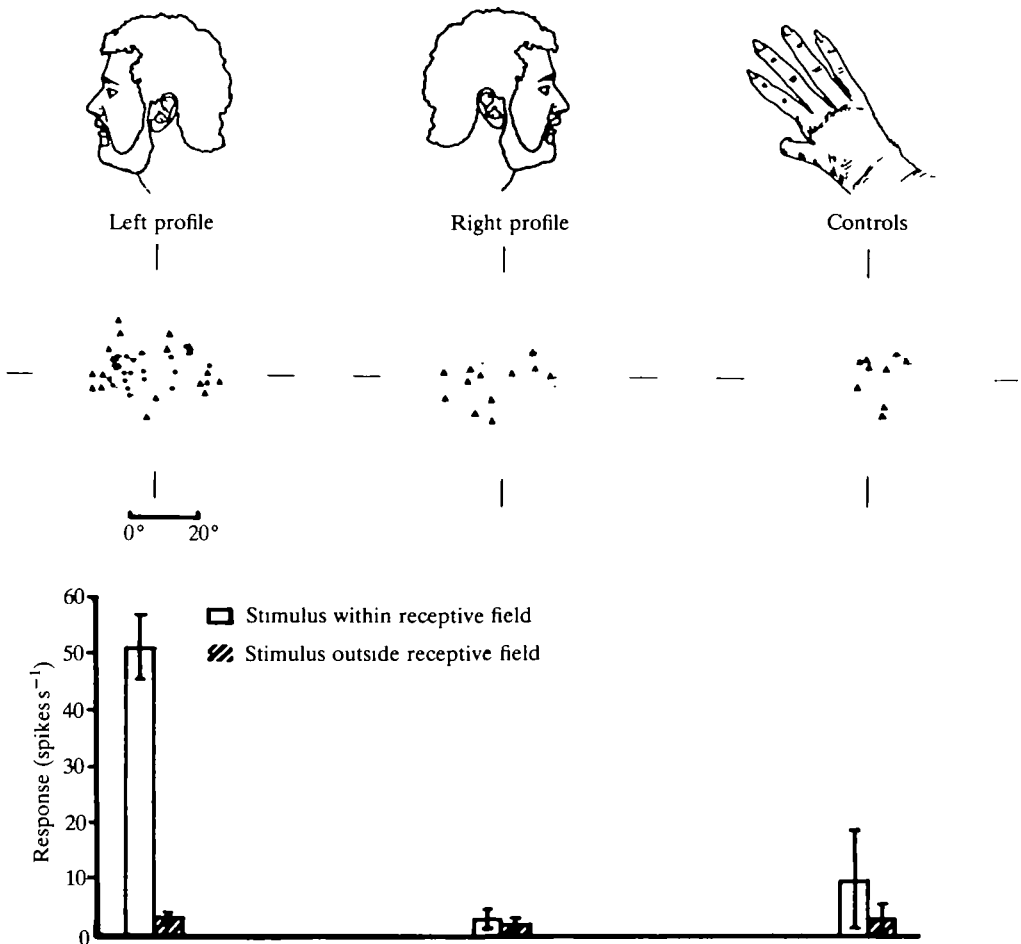 Left profile
Right profile
Controls
0° 20°
60
50
40
30
20
10
0
Response (spikes s⁻¹)
Stimulus within receptive field
Stimulus outside receptive field